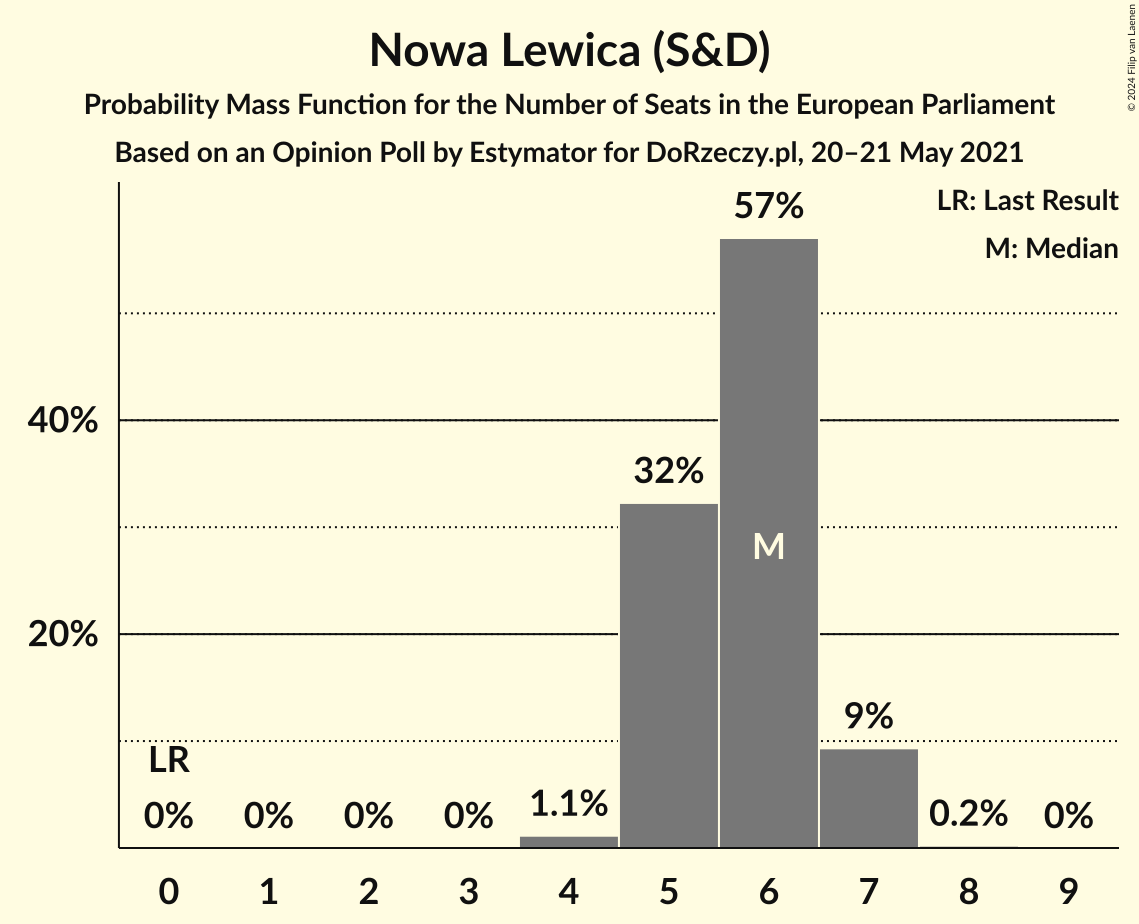 Nowa Lewica (S&D)
Probability Mass Function for the Number of Seats in the European Parliament
Based on an Opinion Poll by Estymator for DoRzeczy.pl, 20–21 May 2021
© 2024 Filip van Laenen
LR: Last Result
M: Median
57%
40%
32%
M
20%
9%
LR
0% 0% 0% 0% 1.1% 0.2% 0%
0 1 2 3 4 5 6 7 8 9